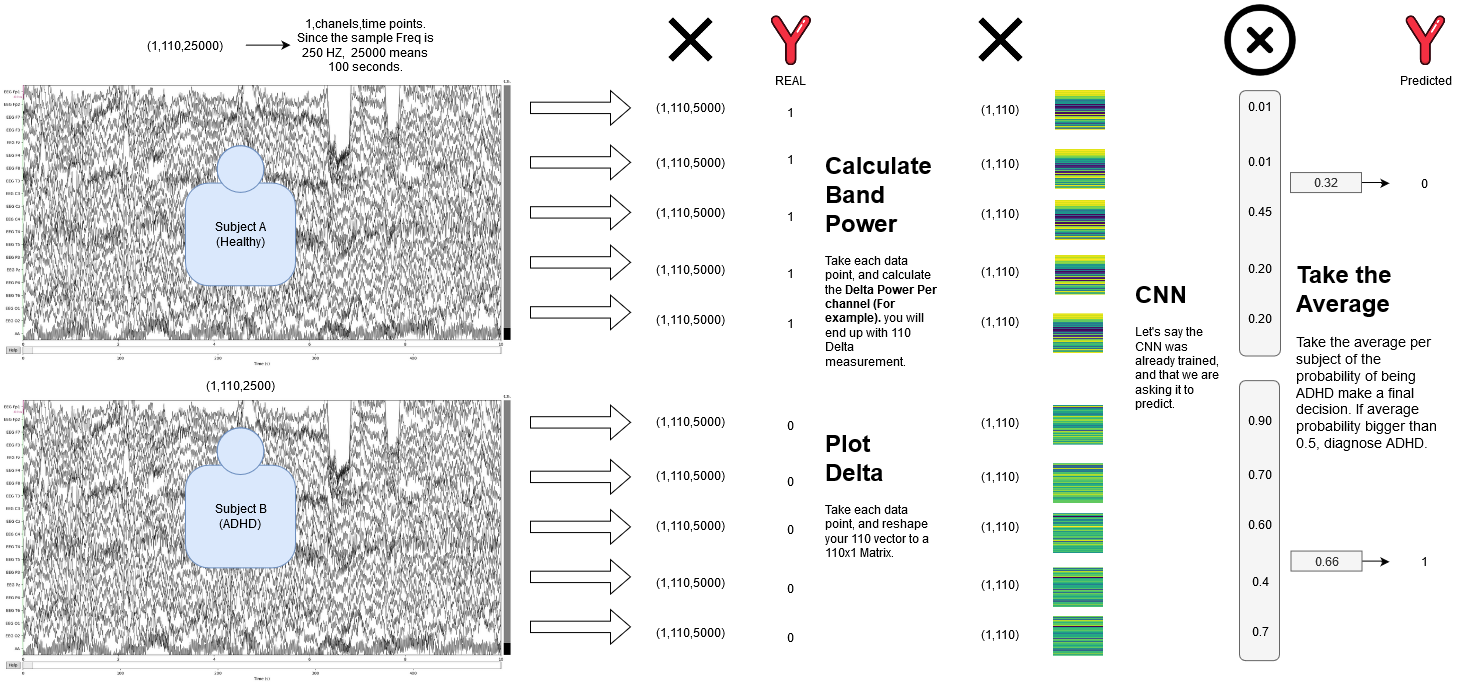 (1,110,25000)
1,chanels,time points.
Since the sample Freq is
250 HZ, 25000 means
100 seconds.
REAL
Predicted
Subject A
(Healthy)
(1,110,5000)
(1,110,5000)
(1,110,5000)
(1,110,5000)
(1,110,5000)
1
1
1
1
1
Calculate
Band
Power
Take each data
point, and calculate
the Delta Power Per
channel (For
example). you will
end up with 110
Delta
measurement.
(1,110)
(1,110)
(1,110)
(1,110)
(1,110)
CNN
Let's say the
CNN was
already trained,
and that we are
asking it to
predict.
0.01
0.01
0.45
0.20
0.20
0.32
0
Take the
Average
Take the average per
subject of the
probability of being
ADHD make a final
decision. If average
probability bigger than
0.5, diagnose ADHD.
Help
Time (s)
(1,110,2500)
Subject B
(ADHD)
(1,110,5000)
(1,110,5000)
(1,110,5000)
(1,110,5000)
(1,110,5000)
0
0
0
0
0
Plot
Delta
Take each data
point, and reshape
your 110 vector to a
110x1 Matrix.
(1,110)
(1,110)
(1,110)
(1,110)
(1,110)
0.90
0.70
0.60
0.4
0.7
0.66
1
Help
Time (s)